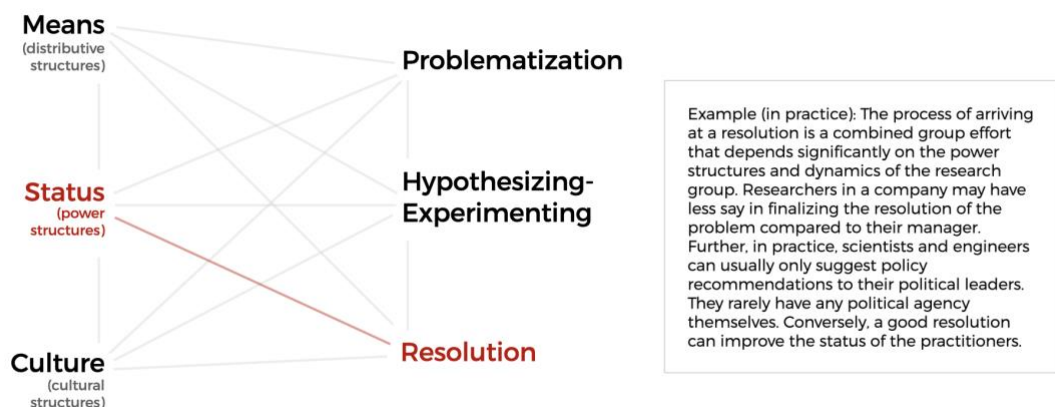 Means
(distributive
structures)
Status
(power
structures)
Culture
(cultural
structures)
Problematization
Hypothesizing-
Experimenting
Resolution
Example (in practice): The process of arriving
at a resolution is a combined group effort
that depends significantly on the power
structures and dynamics of the research
group. Researchers in a company may have
less say in finalizing the resolution of the
problem compared to their manager.
Further, in practice, scientists and engineers
can usually only suggest policy
recommendations to their political leaders.
They rarely have any political agency
themselves. Conversely, a good resolution
can improve the status of the practitioners.